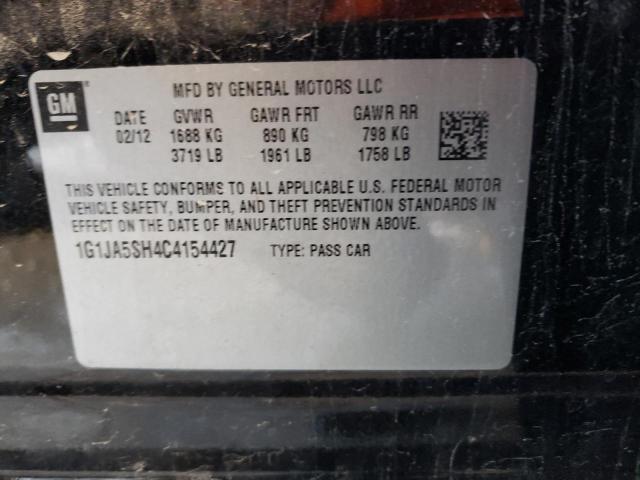 GM
MFD BY GENERAL MOTORS LLC
DATE GVWR GAWR FRT GAWR RR
02/12 1688 KG 890 KG 798 KG
3719 LB 1961 LB 1758 LB
THIS VEHICLE CONFORMS TO ALL APPLICABLE U.S. FEDERAL MOTOR
VEHICLE SAFETY, BUMPER, AND THEFT PREVENTION STANDARDS IN
EFFECT ON THE DATE OF MANUFACTURE SHOWN ABOVE.
1G1JA5SH4C4154427 TYPE: PASS CAR